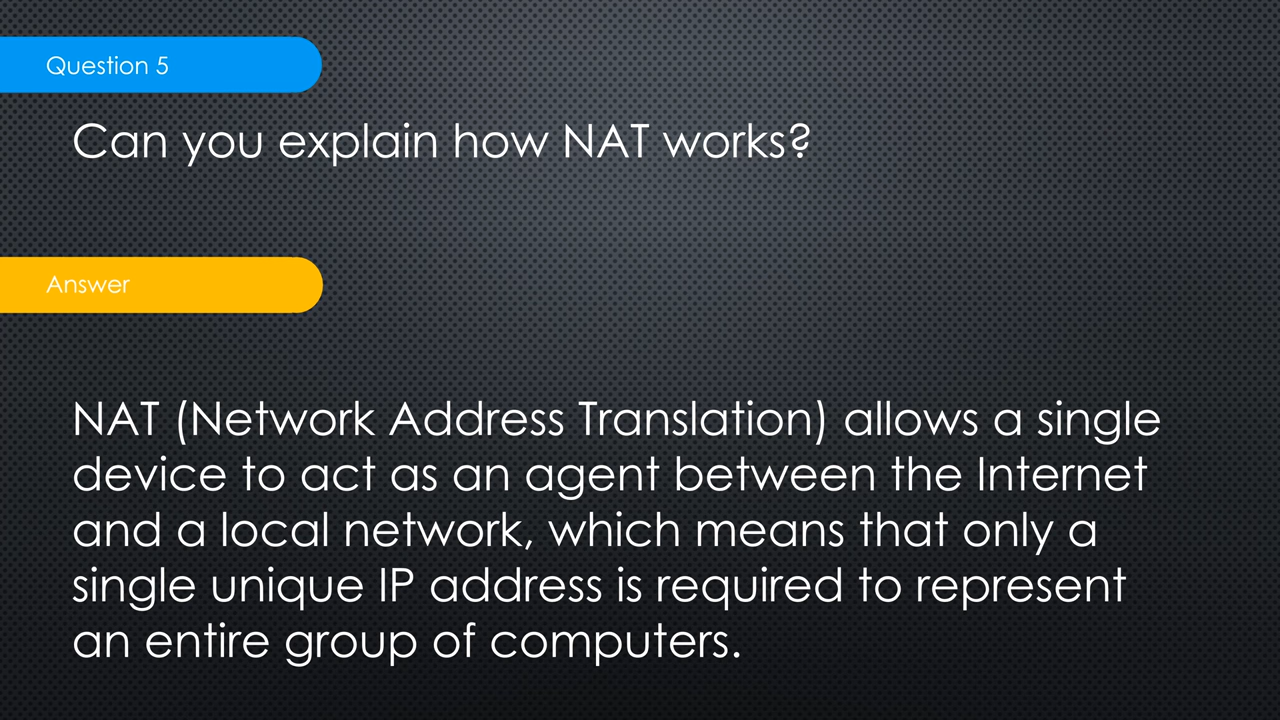 Question 5
Can you explain how NAT works?
Answer
NAT (Network Address Translation) allows a single
device to act as an agent between the Internet
and a local network, which means that only a
single unique IP address is required to represent
an entire group of computers.